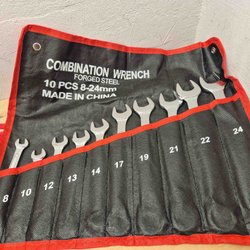 COMBINATION WRENCH
FORGED STEEL
10 PCS 8-24mm
MADE IN CHINA
8 10 12 13 14 17 19 21 22 24